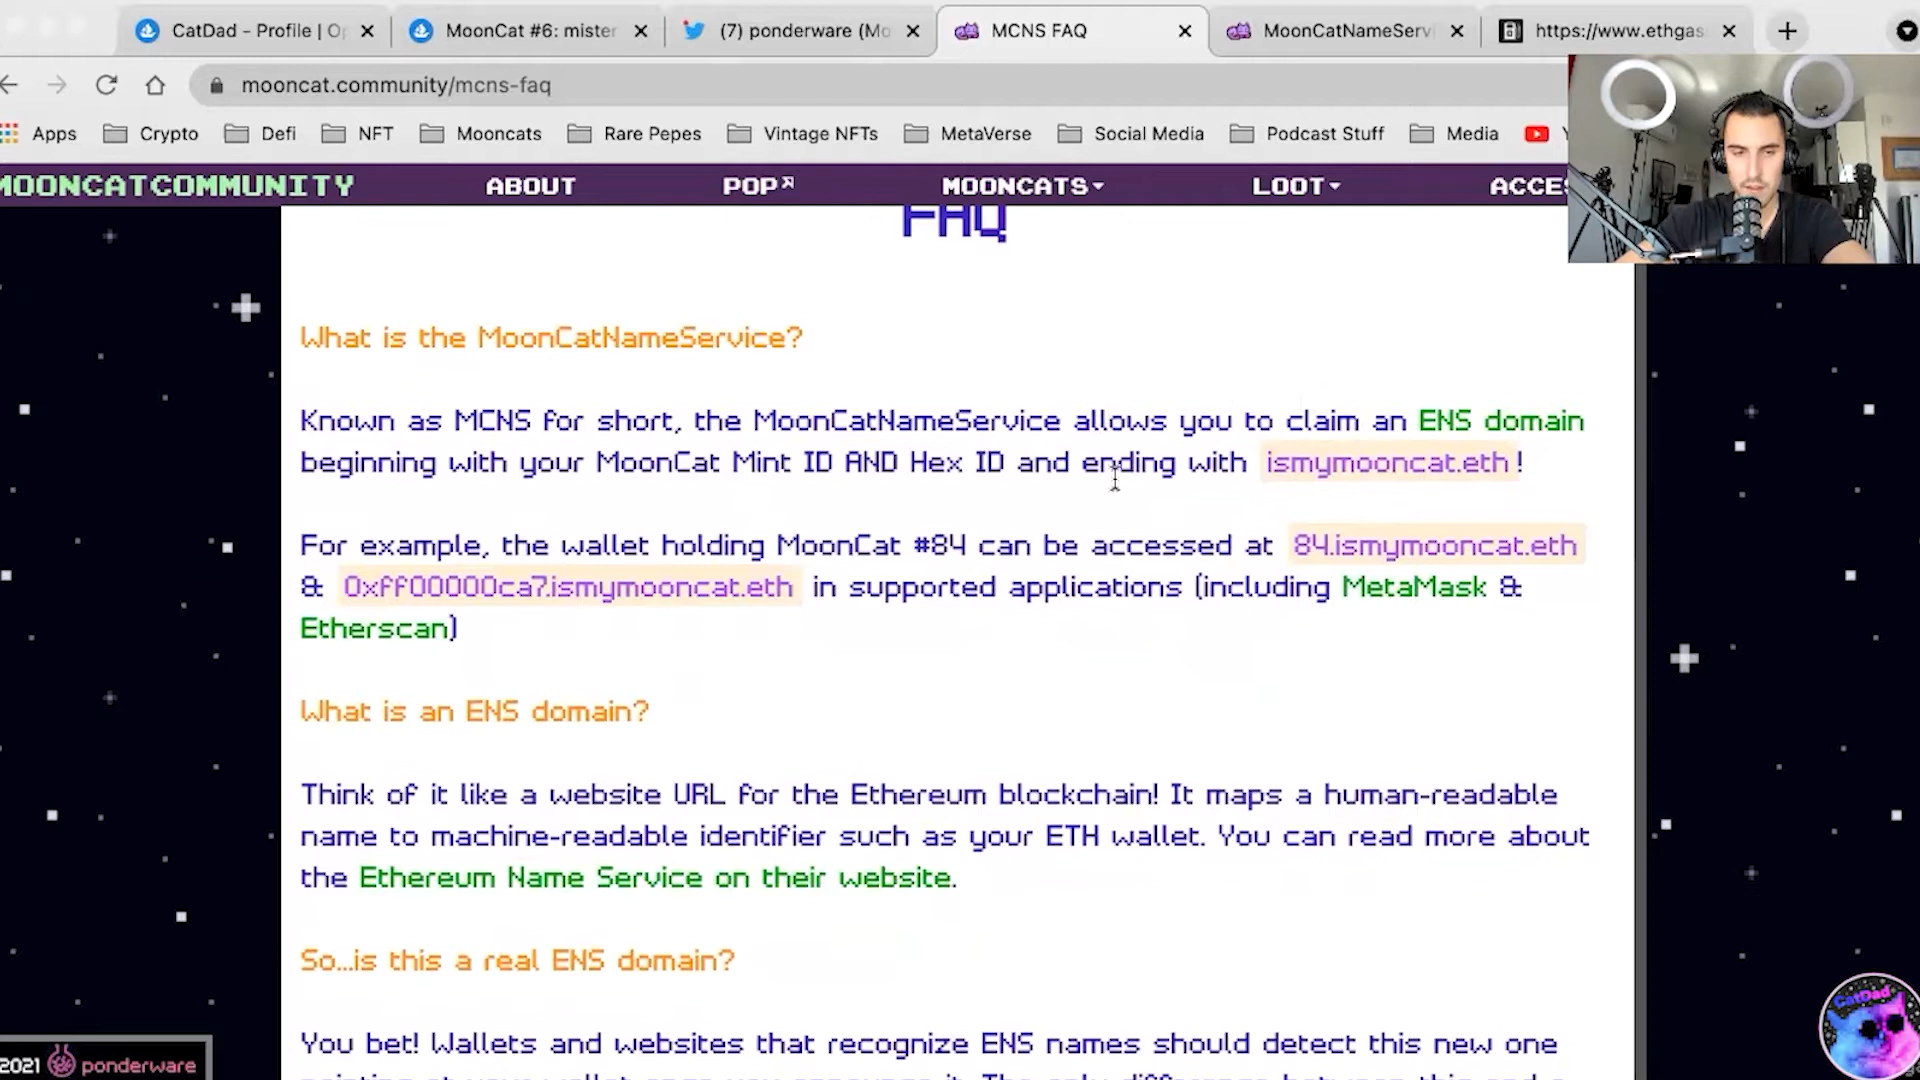 CatDad - Profile | O
MoonCat #6: mister
(7) ponderware (Mo
MCNS FAQ
MoonCatNameServi
https://www.ethgas
mooncat.community/mcns-faq
Apps
Crypto
Defi
NFT
Mooncats
Rare Pepes
Vintage NFTs
MetaVerse
Social Media
Podcast Stuff
Media
MOONCATCOMMUNITY
ABOUT
POP
MOONCATS
LOOT
ACCES
FAQ
What is the MoonCatNameService?
Known as MCNS for short, the MoonCatNameService allows you to claim an ENS domain
beginning with your MoonCat Mint ID AND Hex ID and ending with ismymooncat.eth!
For example, the wallet holding MoonCat #84 can be accessed at 84.ismymooncat.eth
& 0xff00000ca7.ismymooncat.eth in supported applications (including MetaMask &
Etherscan)
What is an ENS domain?
Think of it like a website URL for the Ethereum blockchain! It maps a human-readable
name to machine-readable identifier such as your ETH wallet. You can read more about
the Ethereum Name Service on their website.
So...is this a real ENS domain?
You bet! Wallets and websites that recognize ENS names should detect this new one
2021 ponderware
CatDad